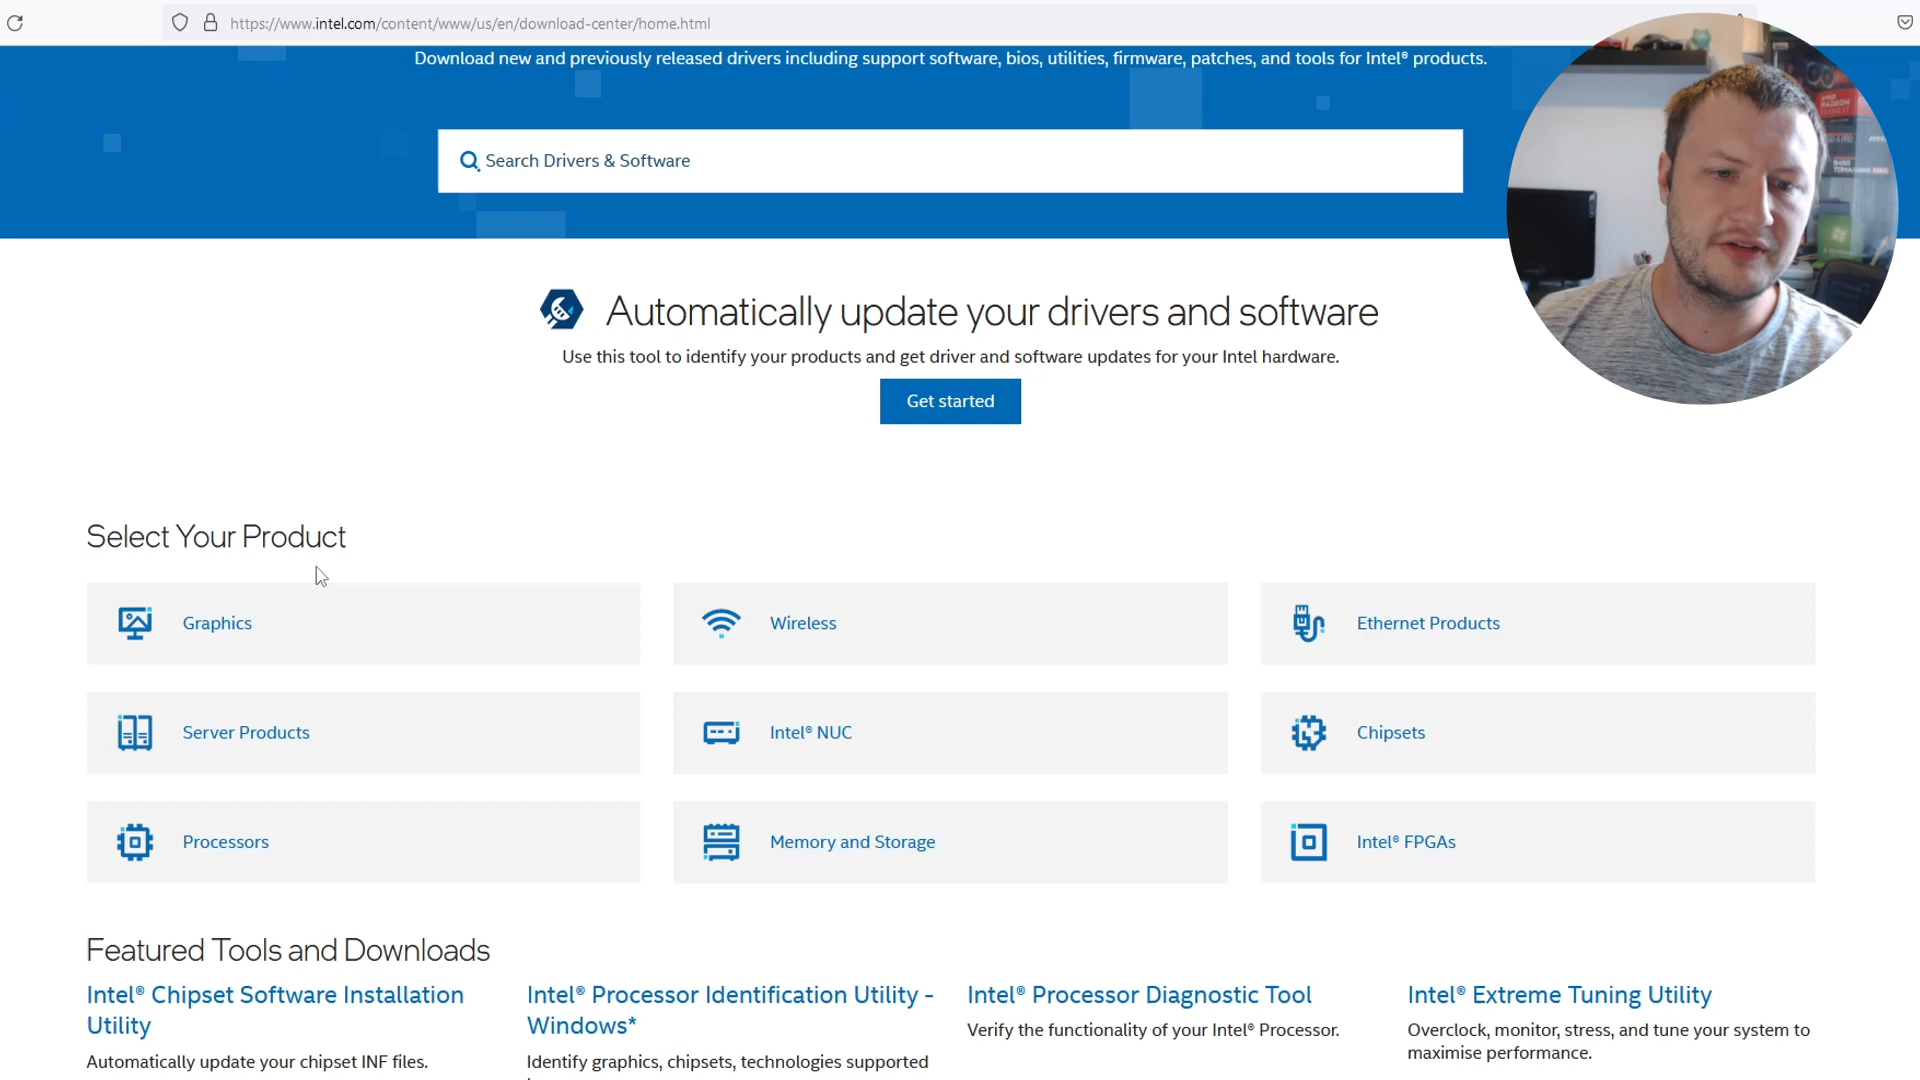 https://www.intel.com/content/www/us/en/download-center/home.html
Download new and previously released drivers including support software, bios, utilities, firmware, patches, and tools for Intel® products.
Search Drivers & Software
Automatically update your drivers and software
Use this tool to identify your products and get driver and software updates for your Intel hardware.
Get started
Select Your Product
Graphics
Wireless
Ethernet Products
Server Products
Intel® NUC
Chipsets
Processors
Memory and Storage
Intel® FPGAs
Featured Tools and Downloads
Intel® Chipset Software Installation
Utility
Automatically update your chipset INF files.
Intel® Processor Identification Utility -
Windows*
Identify graphics, chipsets, technologies supported
Intel® Processor Diagnostic Tool
Verify the functionality of your Intel® Processor.
Intel® Extreme Tuning Utility
Overclock, monitor, stress, and tune your system to
maximise performance.
RADEON
TOMAHAWK